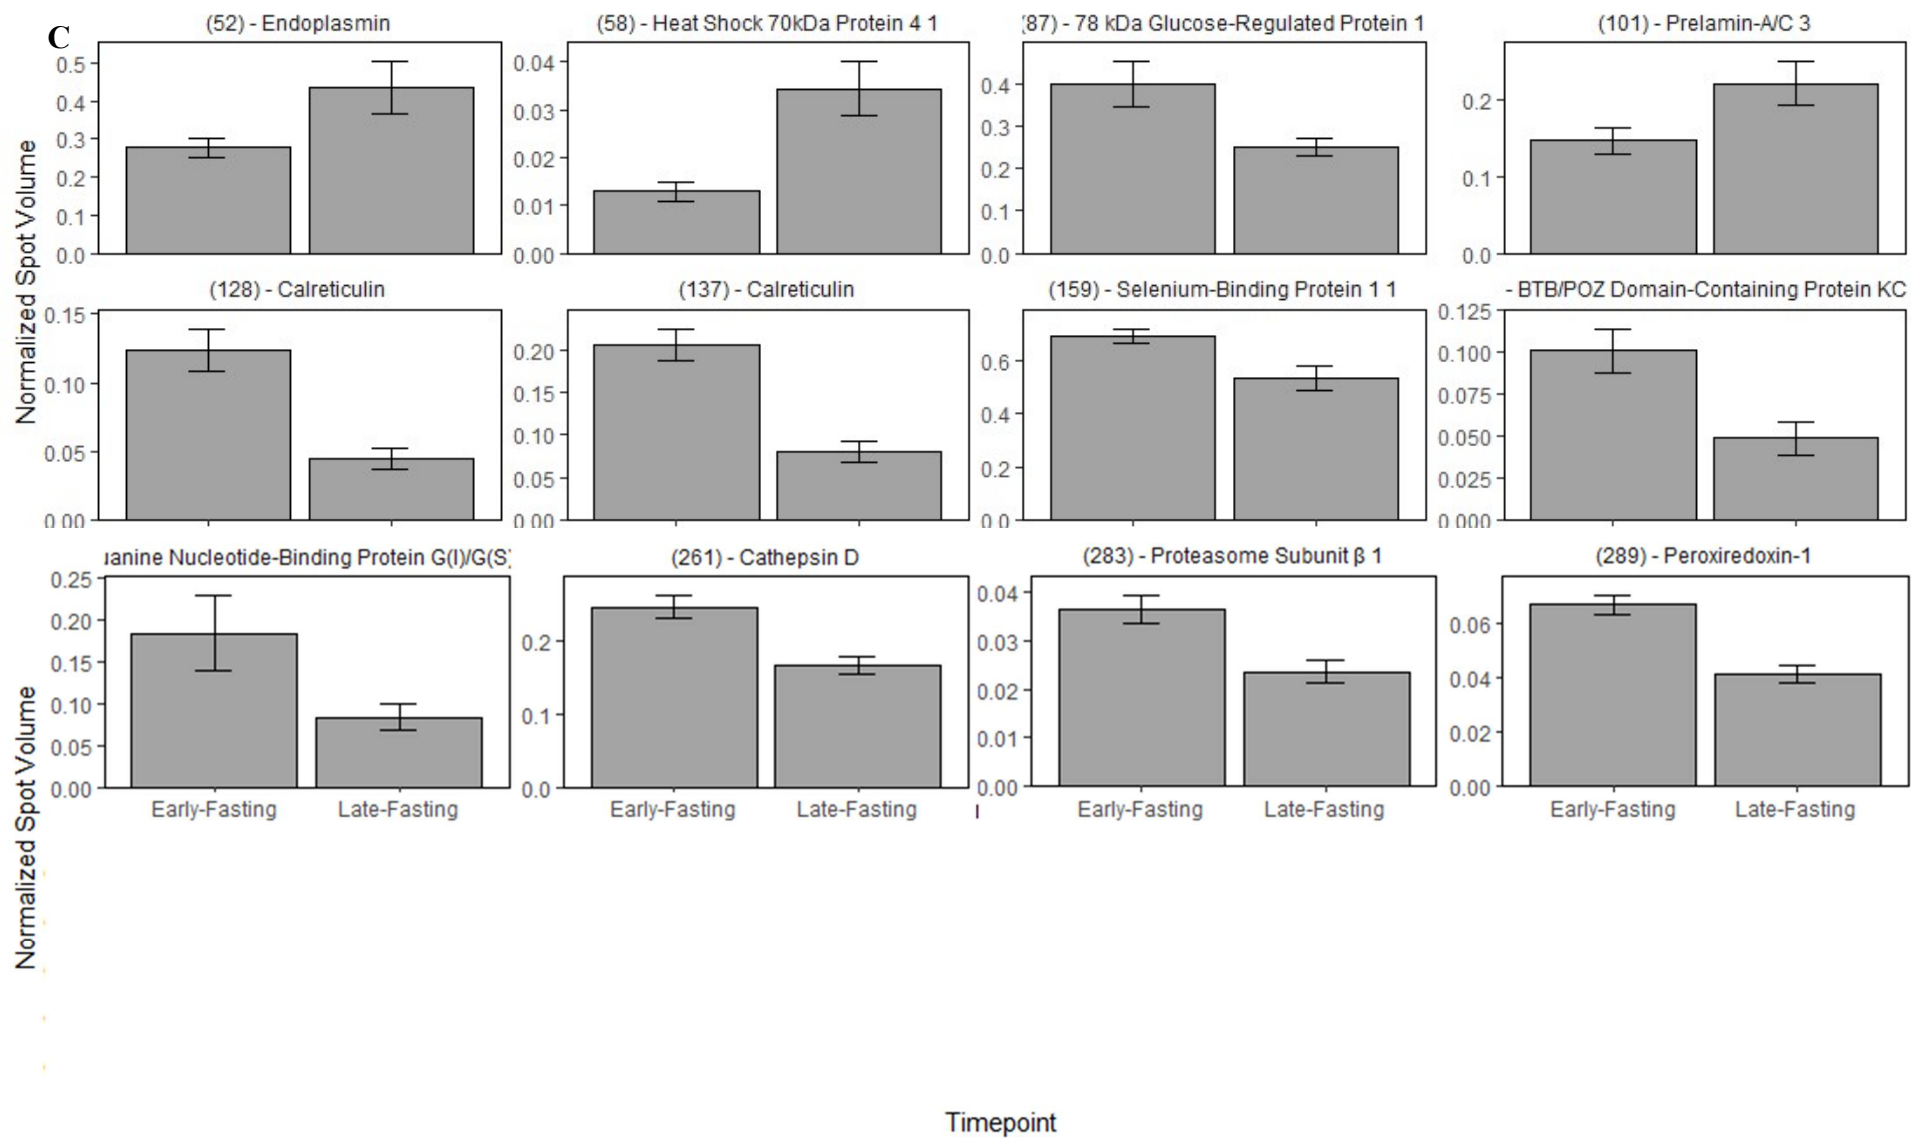 C
(52) - Endoplasmin
(58) - Heat Shock 70kDa Protein 4 1
(87) - 78 kDa Glucose-Regulated Protein 1
(101) - Prelamin-A/C 3
Normalized Spot Volume
0.5
0.4
0.3
0.2
0.1
0.0
0.04
0.03
0.02
0.01
0.00
0.4
0.3
0.2
0.1
0.0
0.2
0.1
0.0
(128) - Calreticulin
(137) - Calreticulin
(159) - Selenium-Binding Protein 1 1
- BTB/POZ Domain-Containing Protein KC
0.15
0.10
0.05
0.00
0.20
0.15
0.10
0.05
0.00
0.6
0.4
0.2
0.0
0.125
0.100
0.075
0.050
0.025
0.000
anine Nucleotide-Binding Protein G(I)/G(S)
(261) - Cathepsin D
(283) - Proteasome Subunit β 1
(289) - Peroxiredoxin-1
Normalized Spot Volume
0.25
0.20
0.15
0.10
0.05
0.00
0.2
0.1
0.0
0.04
0.03
0.02
0.01
0.00
0.06
0.04
0.02
0.00
Early-Fasting Late-Fasting
Early-Fasting Late-Fasting
Early-Fasting Late-Fasting
Early-Fasting Late-Fasting
Timepoint